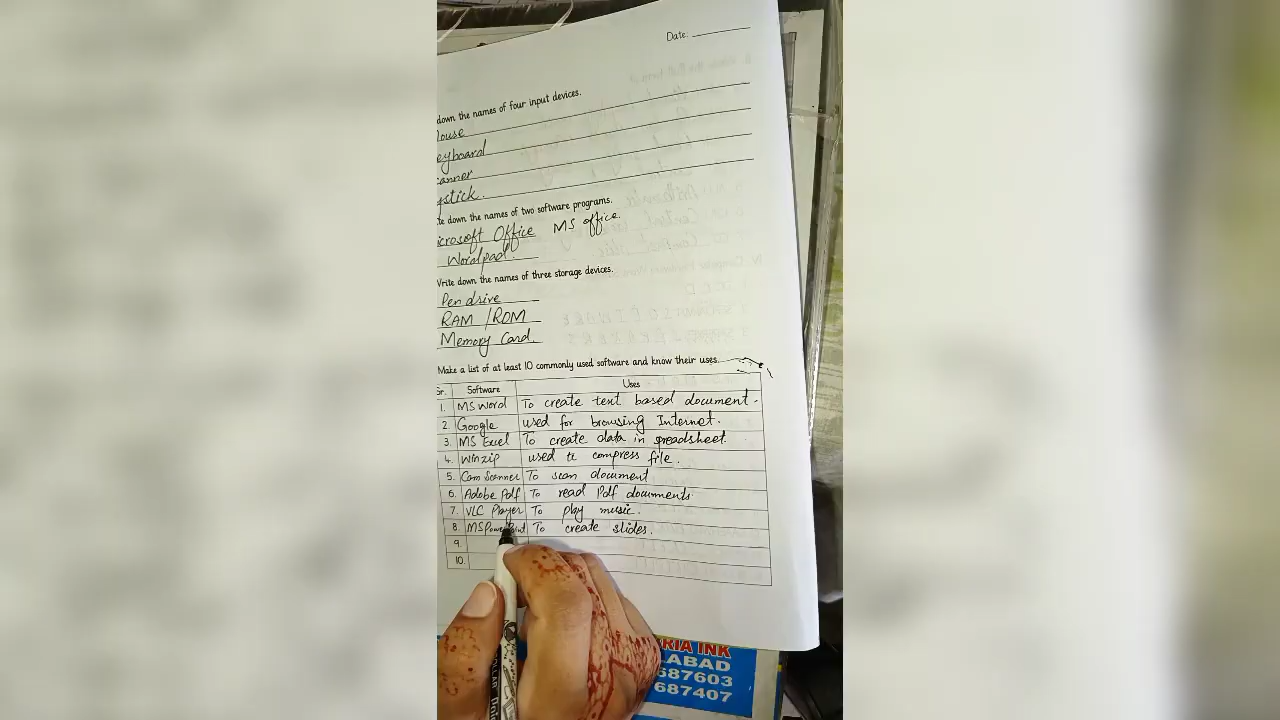 Date:
down the names of four input devices.
ouse
eyboard
canner
ystick.
te down the names of two software programs.
icrosoft Office MS office.
Wordpad.
Write down the names of three storage devices.
Pen drive
RAM /ROM
Memory Card.
Make a list of at least 10 commonly used software and know their uses.
Sr. Software Uses
1. MS Word To create text based document.
2. Google used for browsing Internet.
3. MS Excel To create data in spreadsheet.
4. Winzip used to compress file.
5. Cam Scanner To scan document
6. Adobe Pdf To read Pdf documents.
7. VLC Player To play music.
8. MS PowerPoint To create slides.
9.
10.
RIA INK
LABAD
687603
687407